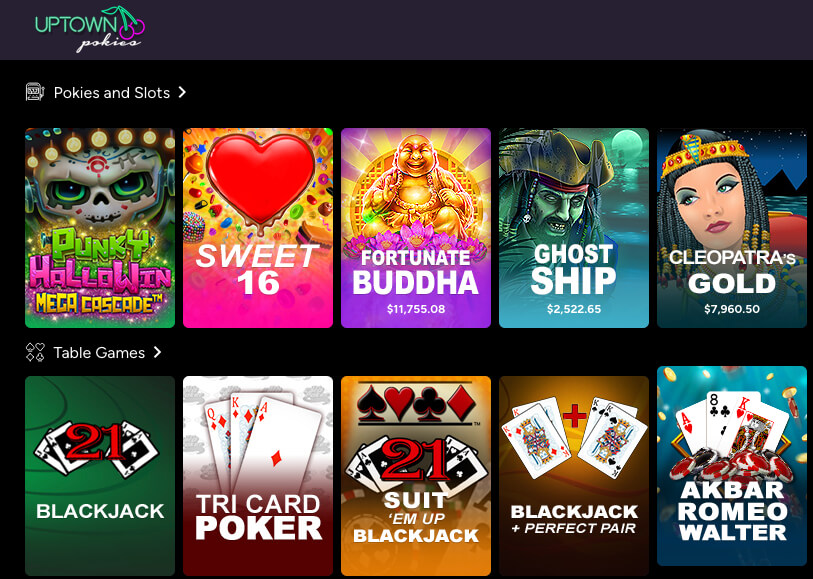 UPTOWN
pokies
Pokies and Slots
PUNKY
HALLOWIN
MEGA CASCADE™
SWEET
16
FORTUNATE
BUDDHA
$11,755.08
GHOST
SHIP
$2,522.65
CLEOPATRA's
GOLD
$7,960.50
Table Games
21
BLACKJACK
Q K A
TRI CARD
POKER
™
21
SUIT
'EM UP
BLACKJACK
K K
BLACKJACK
+ PERFECT PAIR
A 8 K
AKBAR
ROMEO
WALTER